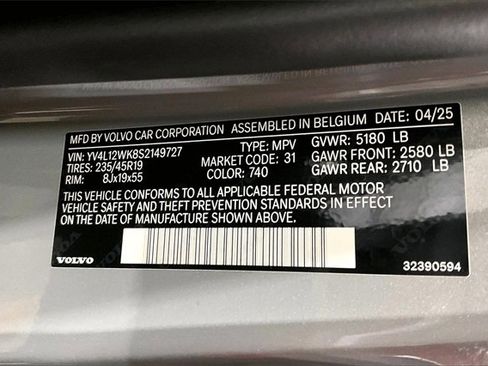 MFD BY VOLVO CAR CORPORATION ASSEMBLED IN BELGIUM DATE: 04/25
VIN: YV4L12WK8S2149727 TYPE: MPV GVWR: 5180 LB
TIRES: 235/45R19 MARKET CODE: 31 GAWR FRONT: 2580 LB
RIM: 8Jx19x55 COLOR: 740 GAWR REAR: 2710 LB
THIS VEHICLE CONFORMS TO ALL APPLICABLE FEDERAL MOTOR
VEHICLE SAFETY AND THEFT PREVENTION STANDARDS IN EFFECT
ON THE DATE OF MANUFACTURE SHOWN ABOVE.
VOLVO 32390594